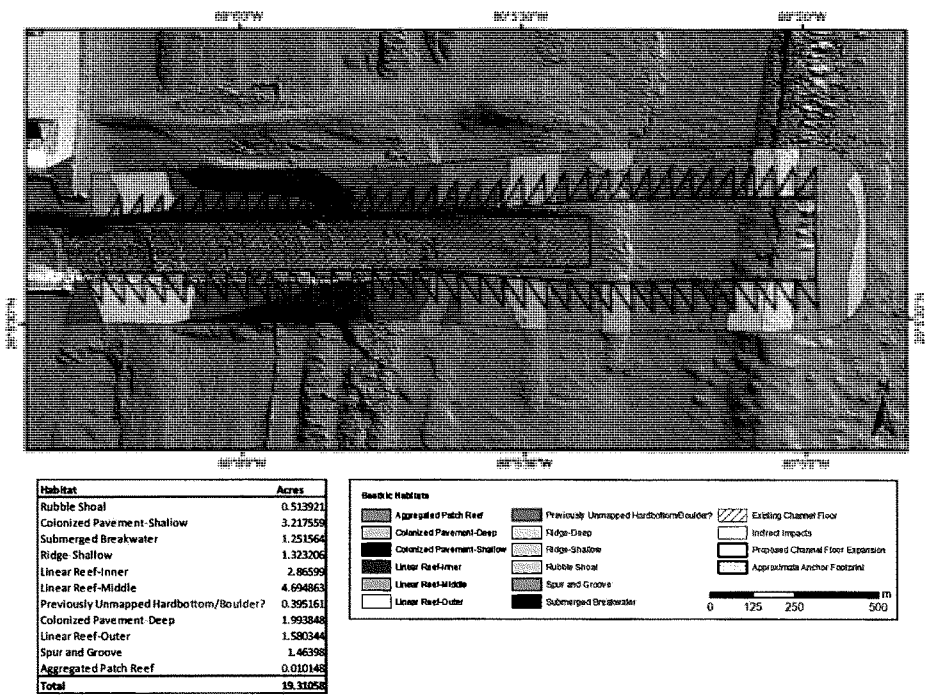 Habitat Acres
Rubble Shoal 0.513921
Colonized Pavement-Shallow 3.217559
Submerged Breakwater 1.251564
Ridge-Shallow 1.323206
Linear Reef-Inner 2.86599
Linear Reef-Middle 4.694863
Previously Unmapped Hardbottom/Boulder? 0.395161
Colonized Pavement-Deep 1.993848
Linear Reef-Outer 1.580344
Spur and Groove 1.46398
Aggregated Patch Reef 0.010148
Total 19.31058
Benthic Habitats
Aggregated Patch Reef
Colonized Pavement-Deep
Colonized Pavement-Shallow
Linear Reef-Inner
Linear Reef-Middle
Linear Reef-Outer
Previously Unmapped Hardbottom/Boulder?
Ridge-Deep
Ridge-Shallow
Rubble Shoal
Spur and Groove
Submerged Breakwater
Existing Channel Floor
Indirect Impacts
Proposed Channel Floor Expansion
Approximate Anchor Footprint
0 125 250 500 m